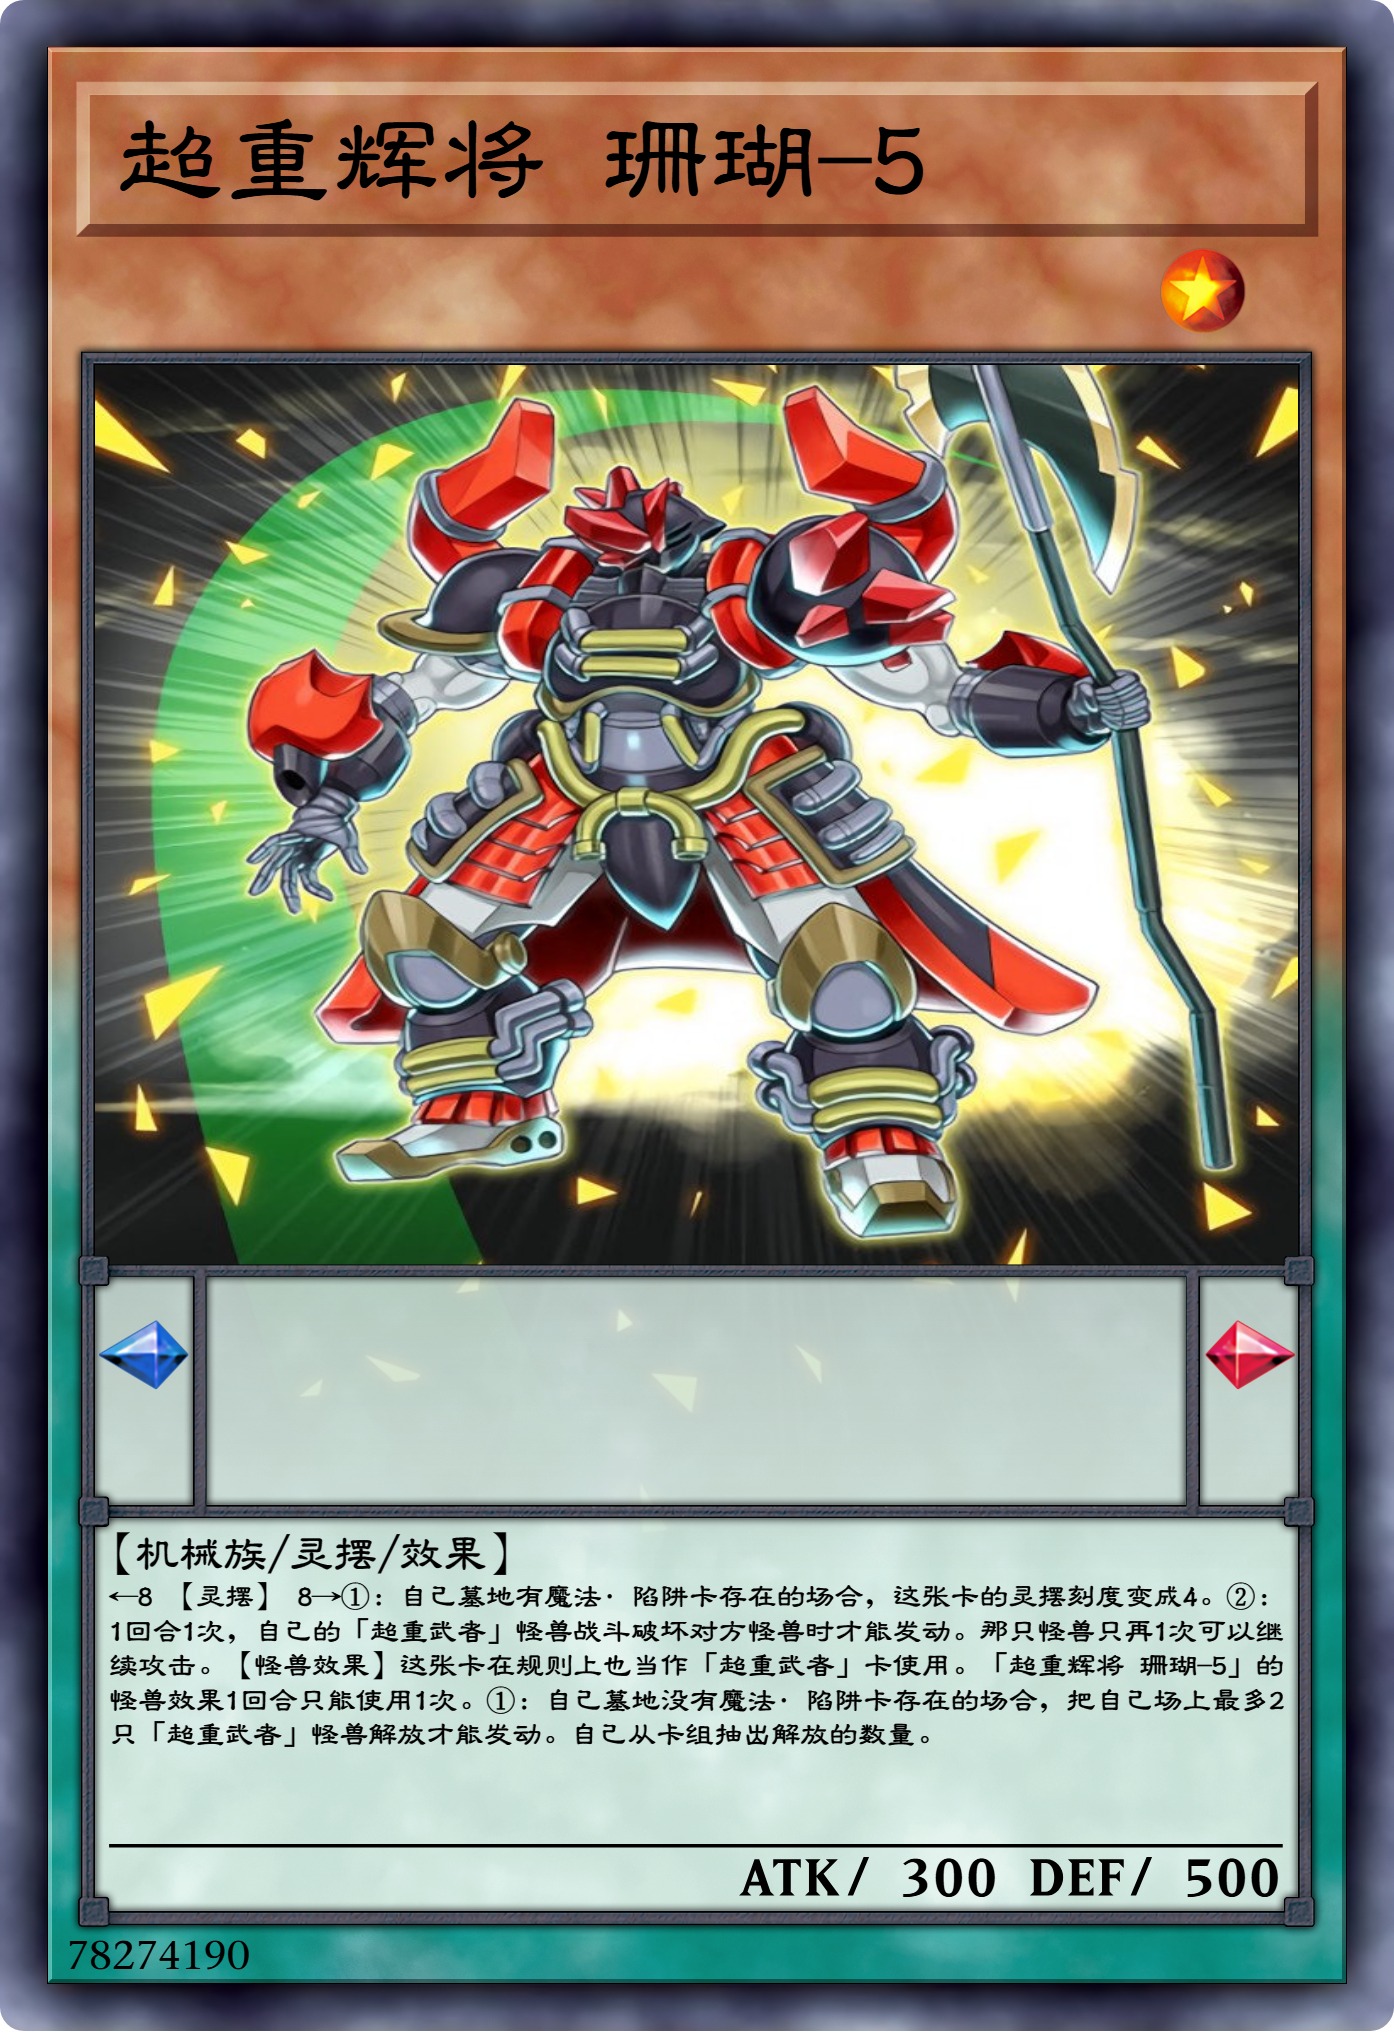 超重辉将 珊瑚-5
【机械族/灵摆/效果】
←8 【灵摆】 8→①：自己墓地有魔法·陷阱卡存在的场合，这张卡的灵摆刻度变成4。②：
1回合1次，自己的「超重武者」怪兽战斗破坏对方怪兽时才能发动。那只怪兽只再1次可以继
续攻击。【怪兽效果】这张卡在规则上也当作「超重武者」卡使用。「超重辉将 珊瑚-5」的
怪兽效果1回合只能使用1次。①：自己墓地没有魔法·陷阱卡存在的场合，把自己场上最多2
只「超重武者」怪兽解放才能发动。自己从卡组抽出解放的数量。
ATK/ 300 DEF/ 500
78274190